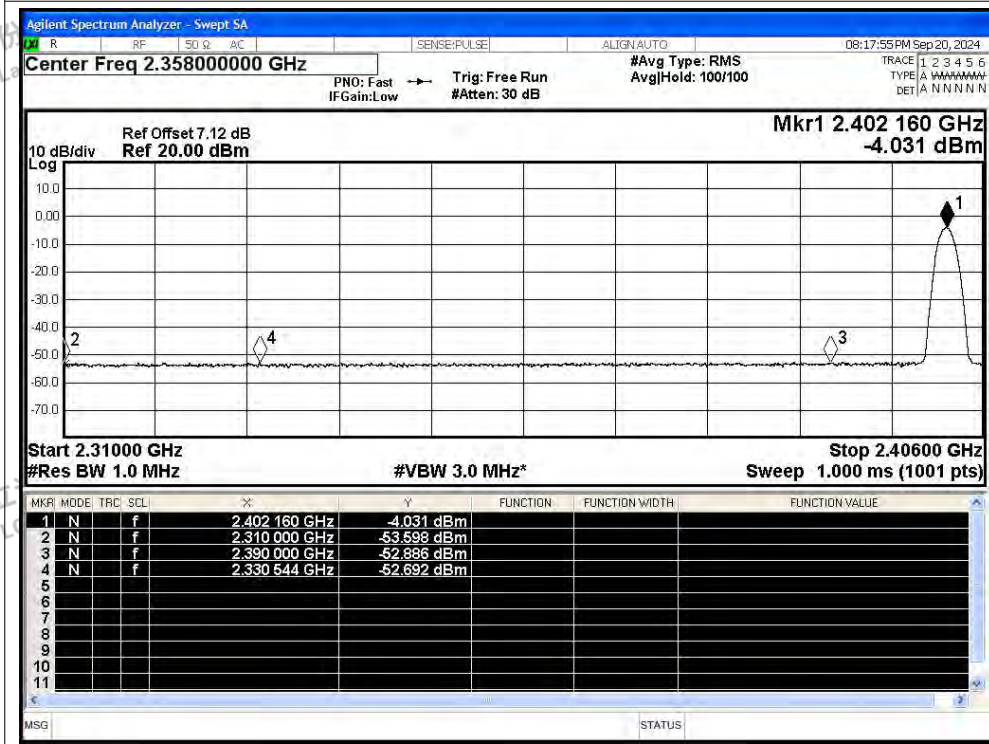 Agilent Spectrum Analyzer - Swept SA
LXI R RF 50 Ω AC SENSE:PULSE ALIGN AUTO 08:17:55 PM Sep 20, 2024
Center Freq 2.358000000 GHz
PNO: Fast
IFGain:Low
Trig: Free Run
#Atten: 30 dB
#Avg Type: RMS
Avg|Hold: 100/100
TRACE 1 2 3 4 5 6
TYPE A WWWWW
DET A N N N N N
Mkr1 2.402 160 GHz
-4.031 dBm
Ref Offset 7.12 dB
10 dB/div Ref 20.00 dBm
Log
10.0
0.00
-10.0
-20.0
-30.0
-40.0
-50.0
-60.0
-70.0
1
2
4
3
Start 2.31000 GHz Stop 2.40600 GHz
#Res BW 1.0 MHz #VBW 3.0 MHz* Sweep 1.000 ms (1001 pts)
MKR MODE TRC SCL X Y FUNCTION FUNCTION WIDTH FUNCTION VALUE
1 N f 2.402 160 GHz -4.031 dBm
2 N f 2.310 000 GHz -53.598 dBm
3 N f 2.390 000 GHz -52.886 dBm
4 N f 2.330 544 GHz -52.692 dBm
5
6
7
8
9
10
11
MSG STATUS